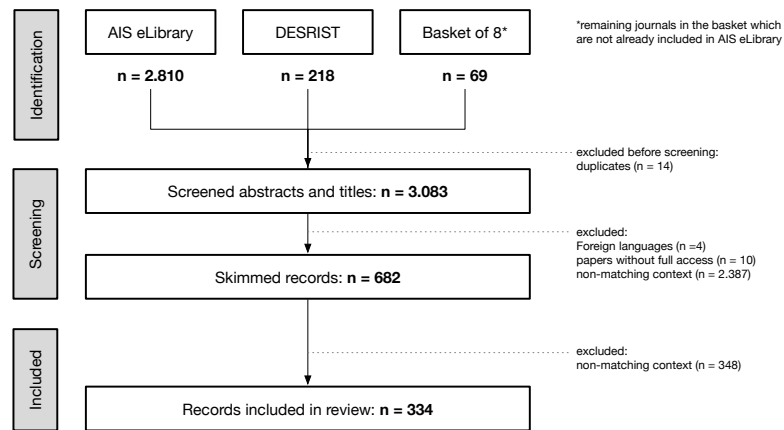 Identification
AIS eLibrary
DESRIST
Basket of 8*
*remaining journals in the basket which
are not already included in AIS eLibrary
n = 2.810
n = 218
n = 69
excluded before screening:
duplicates (n = 14)
Screening
Screened abstracts and titles: n = 3.083
excluded:
Foreign languages (n =4)
papers without full access (n = 10)
non-matching context (n = 2.387)
Skimmed records: n = 682
Included
excluded:
non-matching context (n = 348)
Records included in review: n = 334